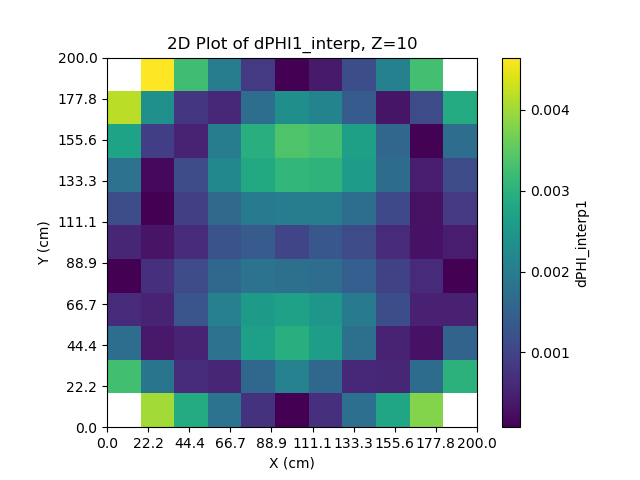 2D Plot of dPHI1_interp, Z=10
200.0
177.8
155.6
133.3
111.1
88.9
66.7
44.4
22.2
0.0
Y (cm)
0.0 22.2 44.4 66.7 88.9 111.1 133.3 155.6 177.8 200.0
X (cm)
0.004
0.003
0.002
0.001
dPHI_interp1